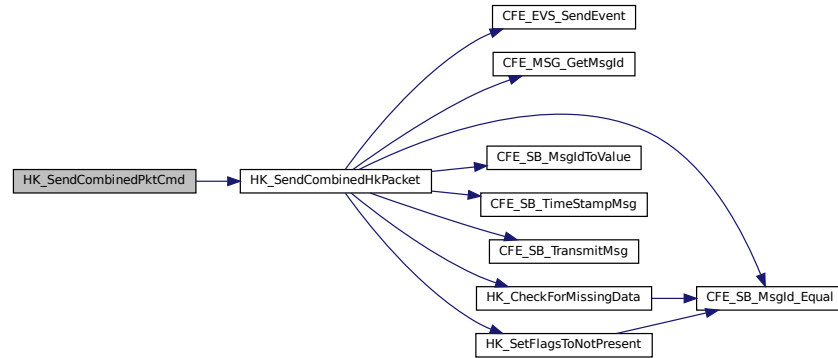 CFE_EVS_SendEvent
CFE_MSG_GetMsgId
CFE_SB_MsgIdToValue
HK_SendCombinedPktCmd
HK_SendCombinedHkPacket
CFE_SB_TimeStampMsg
CFE_SB_TransmitMsg
HK_CheckForMissingData
CFE_SB_MsgId_Equal
HK_SetFlagsToNotPresent